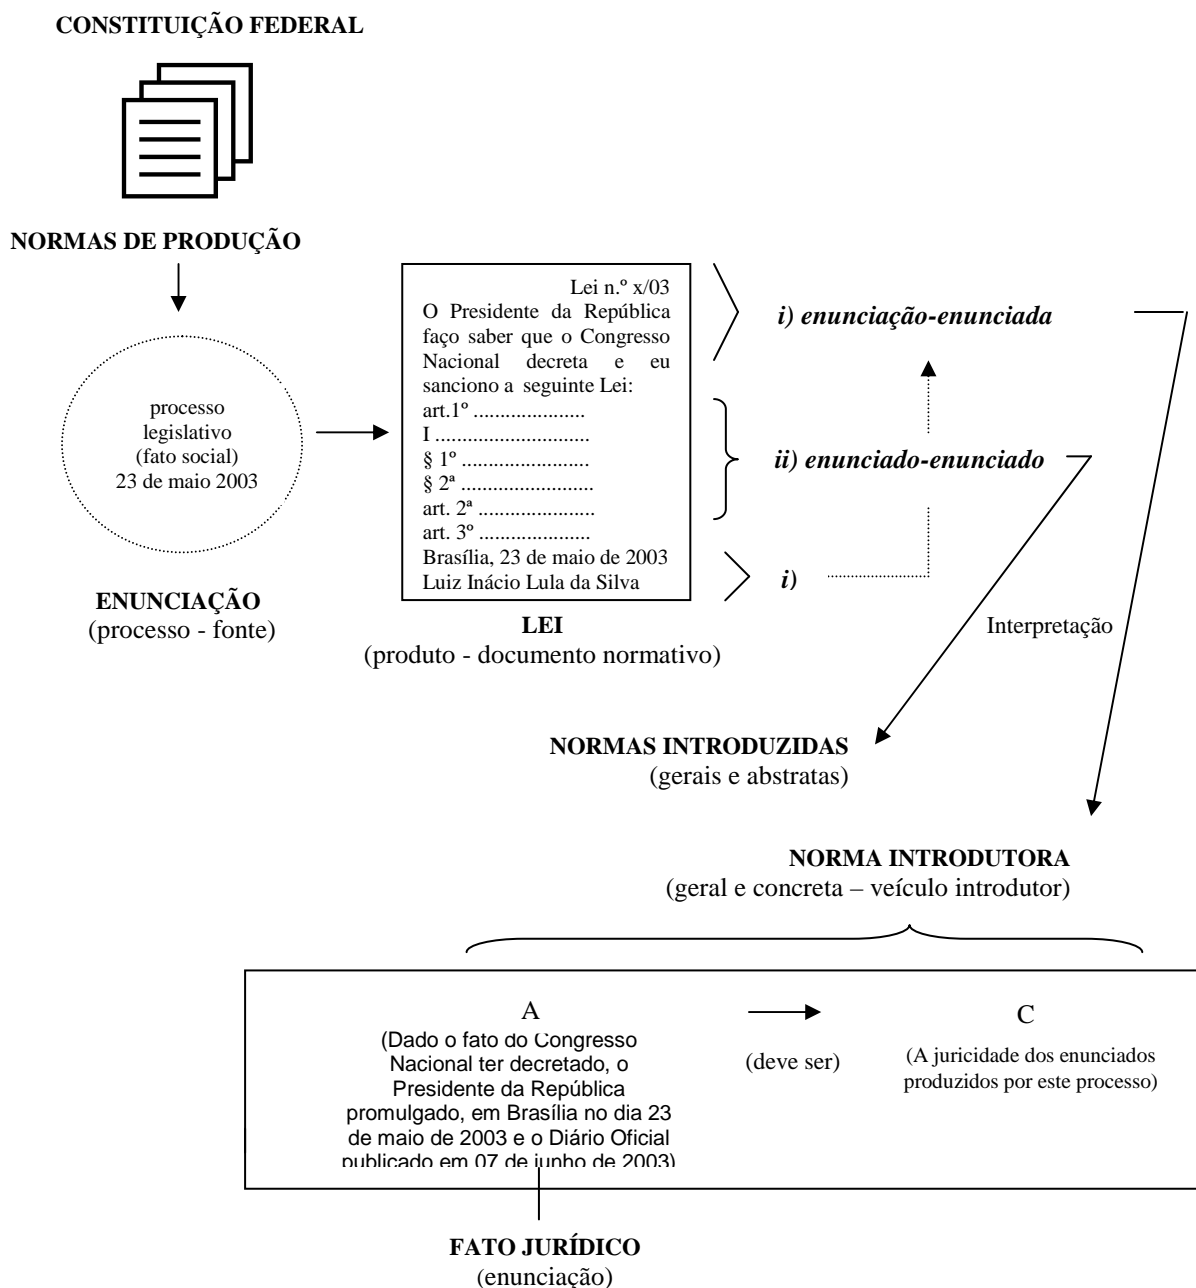 CONSTITUIÇÃO FEDERAL
NORMAS DE PRODUÇÃO
processo
legislativo
(fato social)
23 de maio 2003
ENUNCIAÇÃO
(processo - fonte)
Lei n.º x/03
O Presidente da República
faço saber que o Congresso
Nacional decreta e eu
sanciono a seguinte Lei:
art.1º ......................
I ............................
§ 1º .......................
§ 2ª ........................
art. 2ª .....................
art. 3º ....................
Brasília, 23 de maio de 2003
Luiz Inácio Lula da Silva
LEI
(produto - documento normativo)
i) enunciação-enunciada
ii) enunciado-enunciado
i)
Interpretação
NORMAS INTRODUZIDAS
(gerais e abstratas)
NORMA INTRODUTORA
(geral e concreta – veículo introdutor)
A
(Dado o fato do Congresso
Nacional ter decretado, o
Presidente da República
promulgado, em Brasília no dia 23
de maio de 2003 e o Diário Oficial
publicado em 07 de junho de 2003)
(deve ser)
C
(A juricidade dos enunciados
produzidos por este processo)
FATO JURÍDICO
(enunciação)